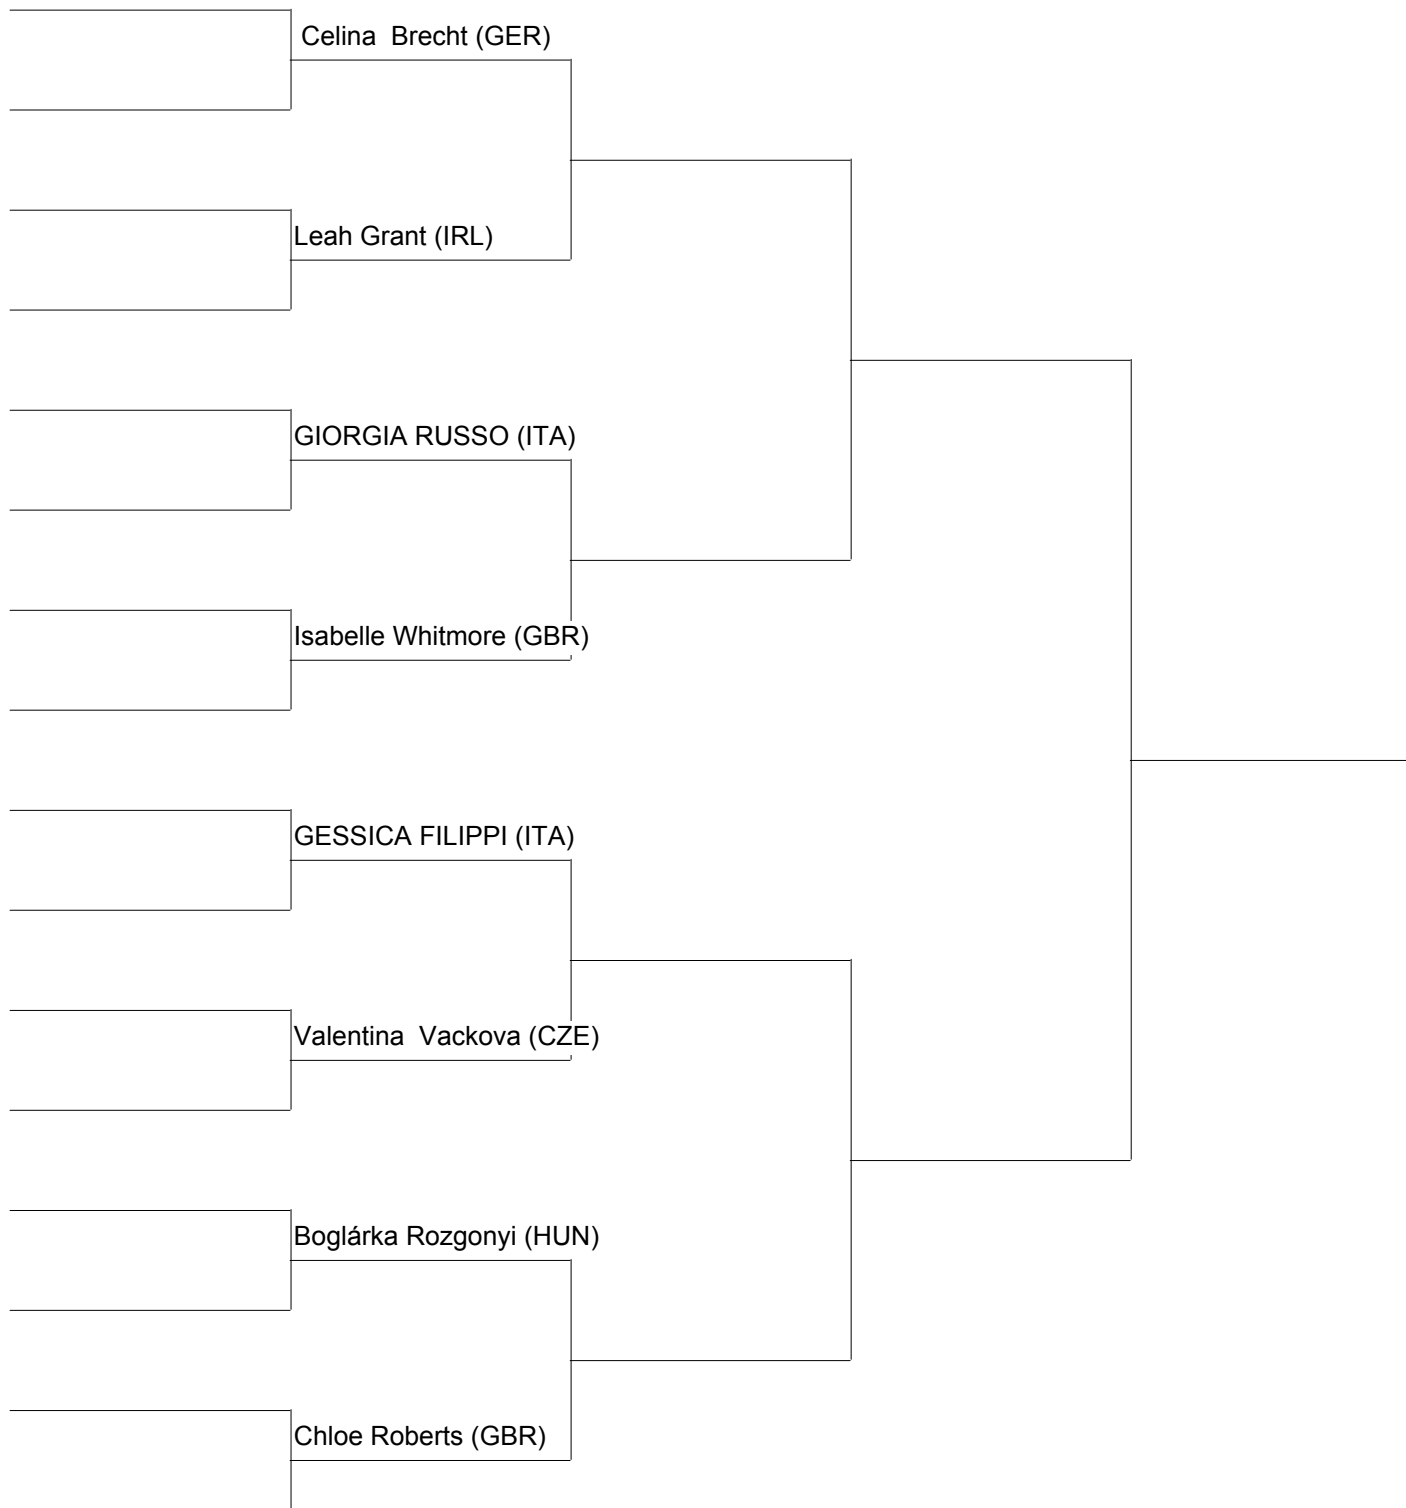 Celina  Brecht (GER)
Leah Grant (IRL)
GIORGIA RUSSO (ITA)
Isabelle Whitmore (GBR)
GESSICA FILIPPI (ITA)
Valentina  Vackova (CZE)
Boglárka Rozgonyi (HUN)
Chloe Roberts (GBR)